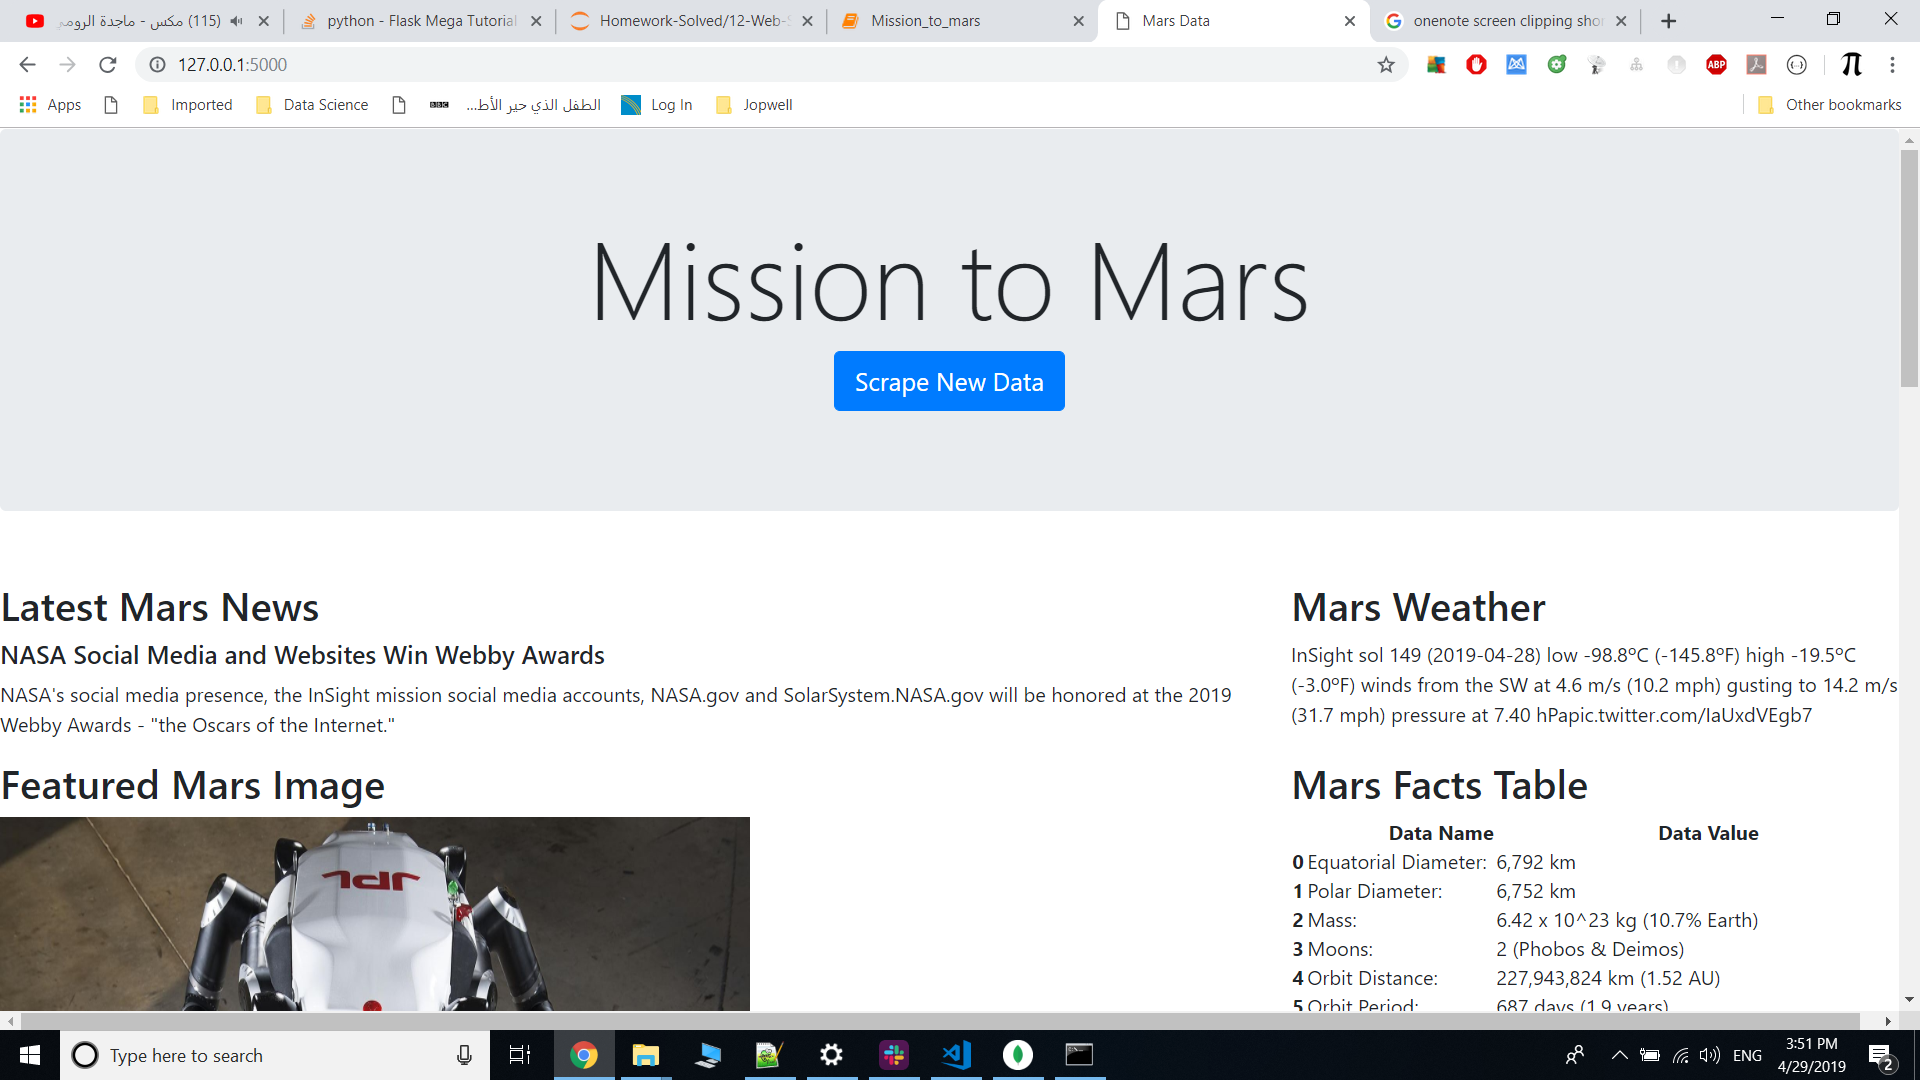 (115) مكس - ماجدة الرومي
python - Flask Mega Tutorial
Homework-Solved/12-Web-S
Mission_to_mars
Mars Data
onenote screen clipping shor
127.0.0.1:5000
ABP
Apps
Imported
Data Science
BBC
الطفل الذي حير الأط...
Log In
Jopwell
Other bookmarks
Mission to Mars
Scrape New Data
Latest Mars News
NASA Social Media and Websites Win Webby Awards
NASA's social media presence, the InSight mission social media accounts, NASA.gov and SolarSystem.NASA.gov will be honored at the 2019
Webby Awards - "the Oscars of the Internet."
Mars Weather
InSight sol 149 (2019-04-28) low -98.8ºC (-145.8ºF) high -19.5ºC
(-3.0ºF) winds from the SW at 4.6 m/s (10.2 mph) gusting to 14.2 m/s
(31.7 mph) pressure at 7.40 hPapic.twitter.com/IaUxdVEgb7
Featured Mars Image
JPL
Mars Facts Table
Data Name Data Value
0 Equatorial Diameter: 6,792 km
1 Polar Diameter: 6,752 km
2 Mass: 6.42 x 10^23 kg (10.7% Earth)
3 Moons: 2 (Phobos & Deimos)
4 Orbit Distance: 227,943,824 km (1.52 AU)
5 Orbit Period: 687 days (1.9 years)
Type here to search
ENG
3:51 PM
4/29/2019
2